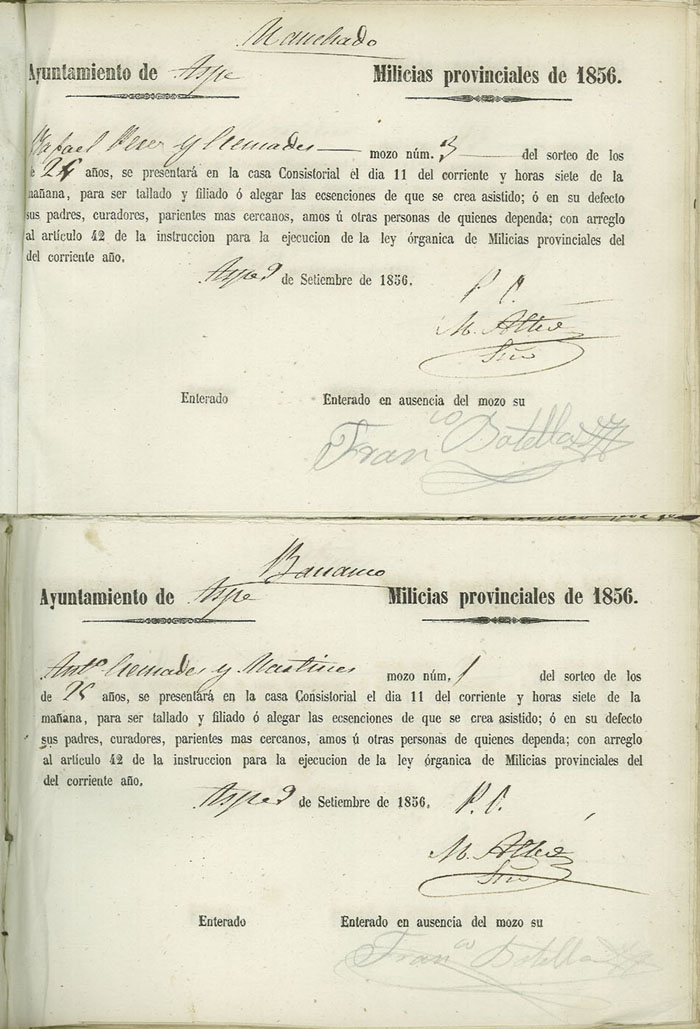 Manchado
Ayuntamiento de Aspe Milicias provinciales de 1856.
Rafael Perez y Cremades mozo núm. 3 del sorteo de los
e 24 años, se presentará en la casa Consistorial el dia 11 del corriente y horas siete de la
mañana, para ser tallado y filiado ó alegar las ecsenciones de que se crea asistido; ó en su defecto
sus padres, curadores, parientes mas cercanos, amos ú otras personas de quienes dependa; con arreglo
al artículo 42 de la instruccion para la ejecucion de la ley órganica de Milicias provinciales del
del corriente año.
Aspe 9 de Setiembre de 1856.
P. O.
M. Alted
Srio
Enterado Enterado en ausencia del mozo su
Franco Botella
Barranco
Ayuntamiento de Aspe Milicias provinciales de 1856.
Anto Cremades y Martines mozo núm. 1 del sorteo de los
de 25 años, se presentará en la casa Consistorial el dia 11 del corriente y horas siete de la
mañana, para ser tallado y filiado ó alegar las ecsenciones de que se crea asistido; ó en su defecto
sus padres, curadores, parientes mas cercanos, amos ú otras personas de quienes dependa; con arreglo
al artículo 42 de la instruccion para la ejecucion de la ley órganica de Milicias provinciales del
del corriente año.
Aspe 9 de Setiembre de 1856.
P. O.
M. Alted
Srio
Enterado Enterado en ausencia del mozo su
Franco Botella